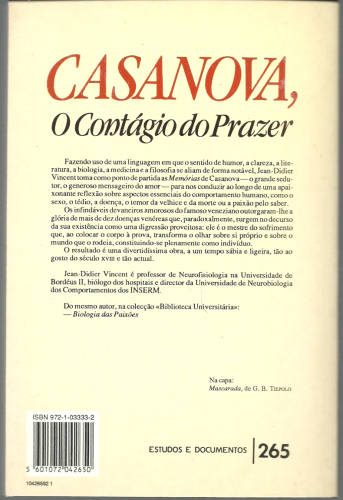 CASANOVA,
O Contágio do Prazer
Fazendo uso de uma linguagem em que o sentido de humor, a clareza, a lite-
ratura, a biologia, a medicina e a filosofia se aliam de forma notável, Jean-Didier
Vincent toma como ponto de partida as Memórias de Casanova — o grande sedu-
tor, o generoso mensageiro do amor — para nos conduzir ao longo de uma apai-
xonante reflexão sobre aspectos essenciais do comportamento humano, como o
sexo, o tédio, a doença, o temor da velhice e da morte ou a paixão pelo saber.
Os infindáveis devaneios amorosos do famoso veneziano outorgaram-lhe a
glória de mais de dez doenças venéreas que, paradoxalmente, surgem no decurso
da sua existência como uma digressão proveitosa: ele é o mestre do sofrimento
que, ao colocar o corpo à prova, transforma o olhar sobre si próprio e sobre o
mundo que o rodeia, constituindo-se plenamente como indivíduo.
O resultado é uma divertidíssima obra, a um tempo sábia e ligeira, tão ao
gosto do século XVIII e tão actual.
Jean-Didier Vincent é professor de Neurofisiologia na Universidade de
Bordéus II, biólogo dos hospitais e director da Universidade de Neurobiologia
dos Comportamentos dos INSERM.
Do mesmo autor, na colecção «Biblioteca Universitária»:
— Biologia das Paixões
Na capa:
Mascarada, de G. B. TIEPOLO
ISBN 972-1-03333-2
5601072042650
10426592 1
ESTUDOS E DOCUMENTOS 265